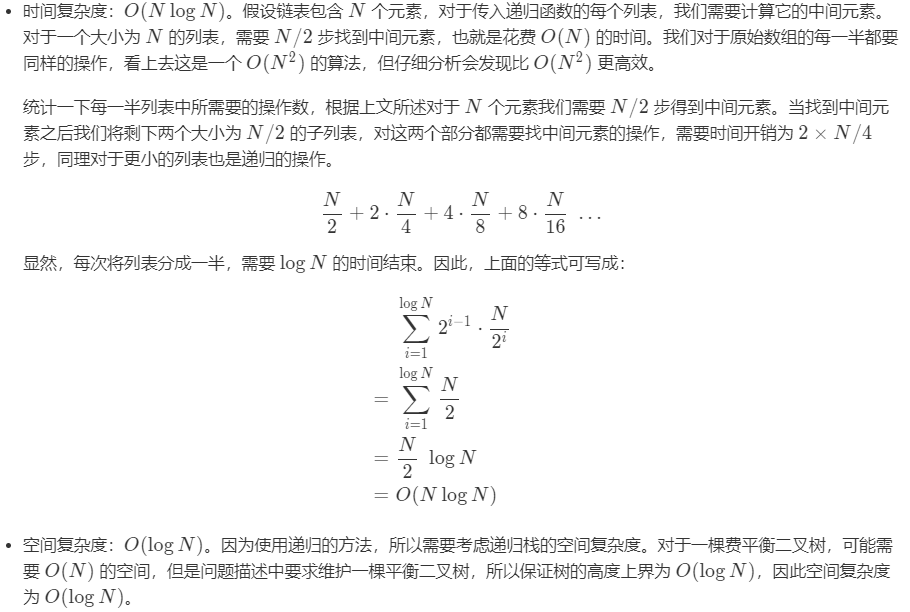 • 时间复杂度：O(N log N)。假设链表包含 N 个元素，对于传入递归函数的每个列表，我们需要计算它的中间元素。
对于一个大小为 N 的列表，需要 N/2 步找到中间元素，也就是花费 O(N) 的时间。我们对于原始数组的每一半都要
同样的操作，看上去这是一个 O(N²) 的算法，但仔细分析会发现比 O(N²) 更高效。
统计一下每一半列表中所需要的操作数，根据上文所述对于 N 个元素我们需要 N/2 步得到中间元素。当找到中间元
素之后我们将剩下两个大小为 N/2 的子列表，对这两个部分都需要找中间元素的操作，需要时间开销为 2 × N/4
步，同理对于更小的列表也是递归的操作。
N/2 + 2 · N/4 + 4 · N/8 + 8 · N/16 …
显然，每次将列表分成一半，需要 log N 的时间结束。因此，上面的等式可写成：
∑_{i=1}^{log N} 2^{i−1} · N/2^i
= ∑_{i=1}^{log N} N/2
= N/2 log N
= O(N log N)
• 空间复杂度：O(log N)。因为使用递归的方法，所以需要考虑递归栈的空间复杂度。对于一棵费平衡二叉树，可能需
要 O(N) 的空间，但是问题描述中要求维护一棵平衡二叉树，所以保证树的高度上界为 O(log N)，因此空间复杂度
为 O(log N)。